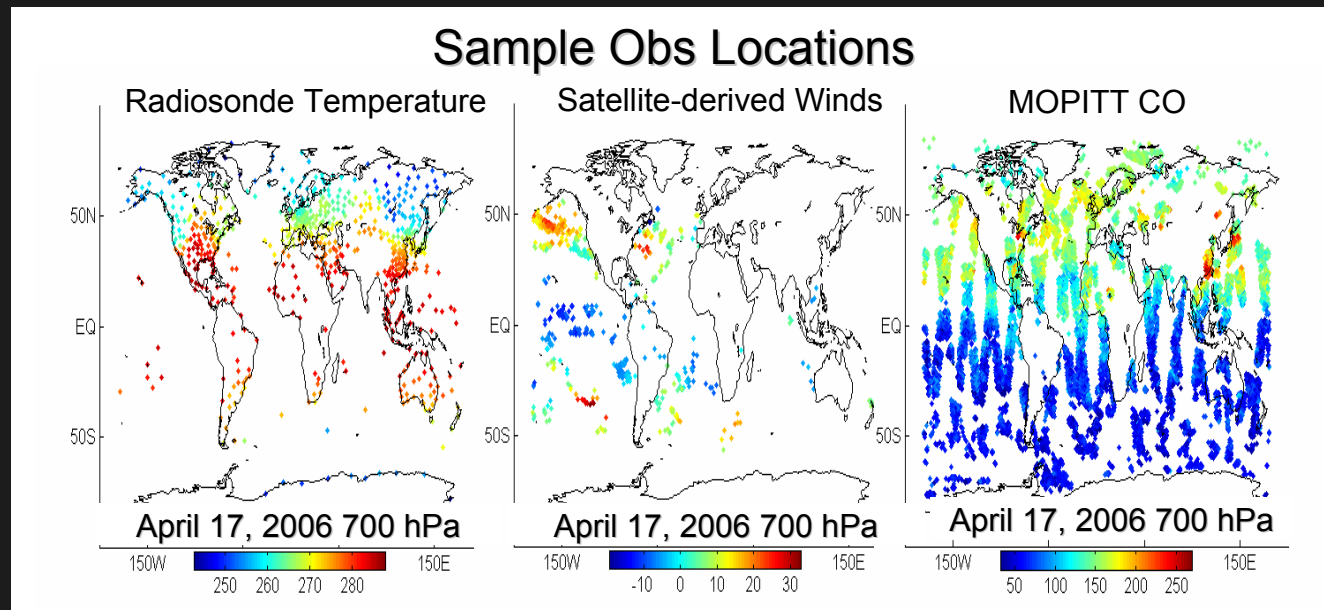 Sample Obs Locations
Radiosonde Temperature
Satellite-derived Winds
MOPITT CO
50N
EQ
50S
50N
EQ
50S
50N
EQ
50S
April 17, 2006 700 hPa
April 17, 2006 700 hPa
April 17, 2006 700 hPa
150W
150E
250 260 270 280
150W
150E
-10 0 10 20 30
150W
150E
50 100 150 200 250